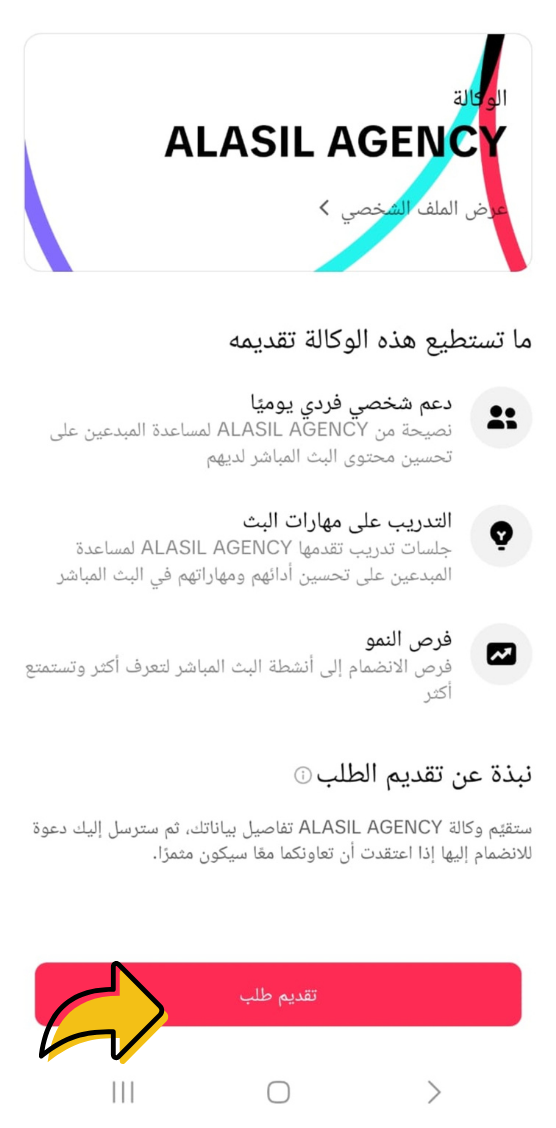 الوكالة
ALASIL AGENCY
عرض الملف الشخصي
ما تستطيع هذه الوكالة تقديمه
دعم شخصي فردي يوميًا
نصيحة من ALASIL AGENCY لمساعدة المبدعين على
تحسين محتوى البث المباشر لديهم
التدريب على مهارات البث
جلسات تدريب تقدمها ALASIL AGENCY لمساعدة
المبدعين على تحسين أدائهم ومهاراتهم في البث المباشر
فرص النمو
فرص الانضمام إلى أنشطة البث المباشر لتعرف أكثر وتستمتع
أكثر
نبذة عن تقديم الطلب
ستقيّم وكالة ALASIL AGENCY تفاصيل بياناتك، ثم سترسل إليك دعوة
للانضمام إليها إذا اعتقدت أن تعاونكما معًا سيكون مثمرًا.
تقديم طلب